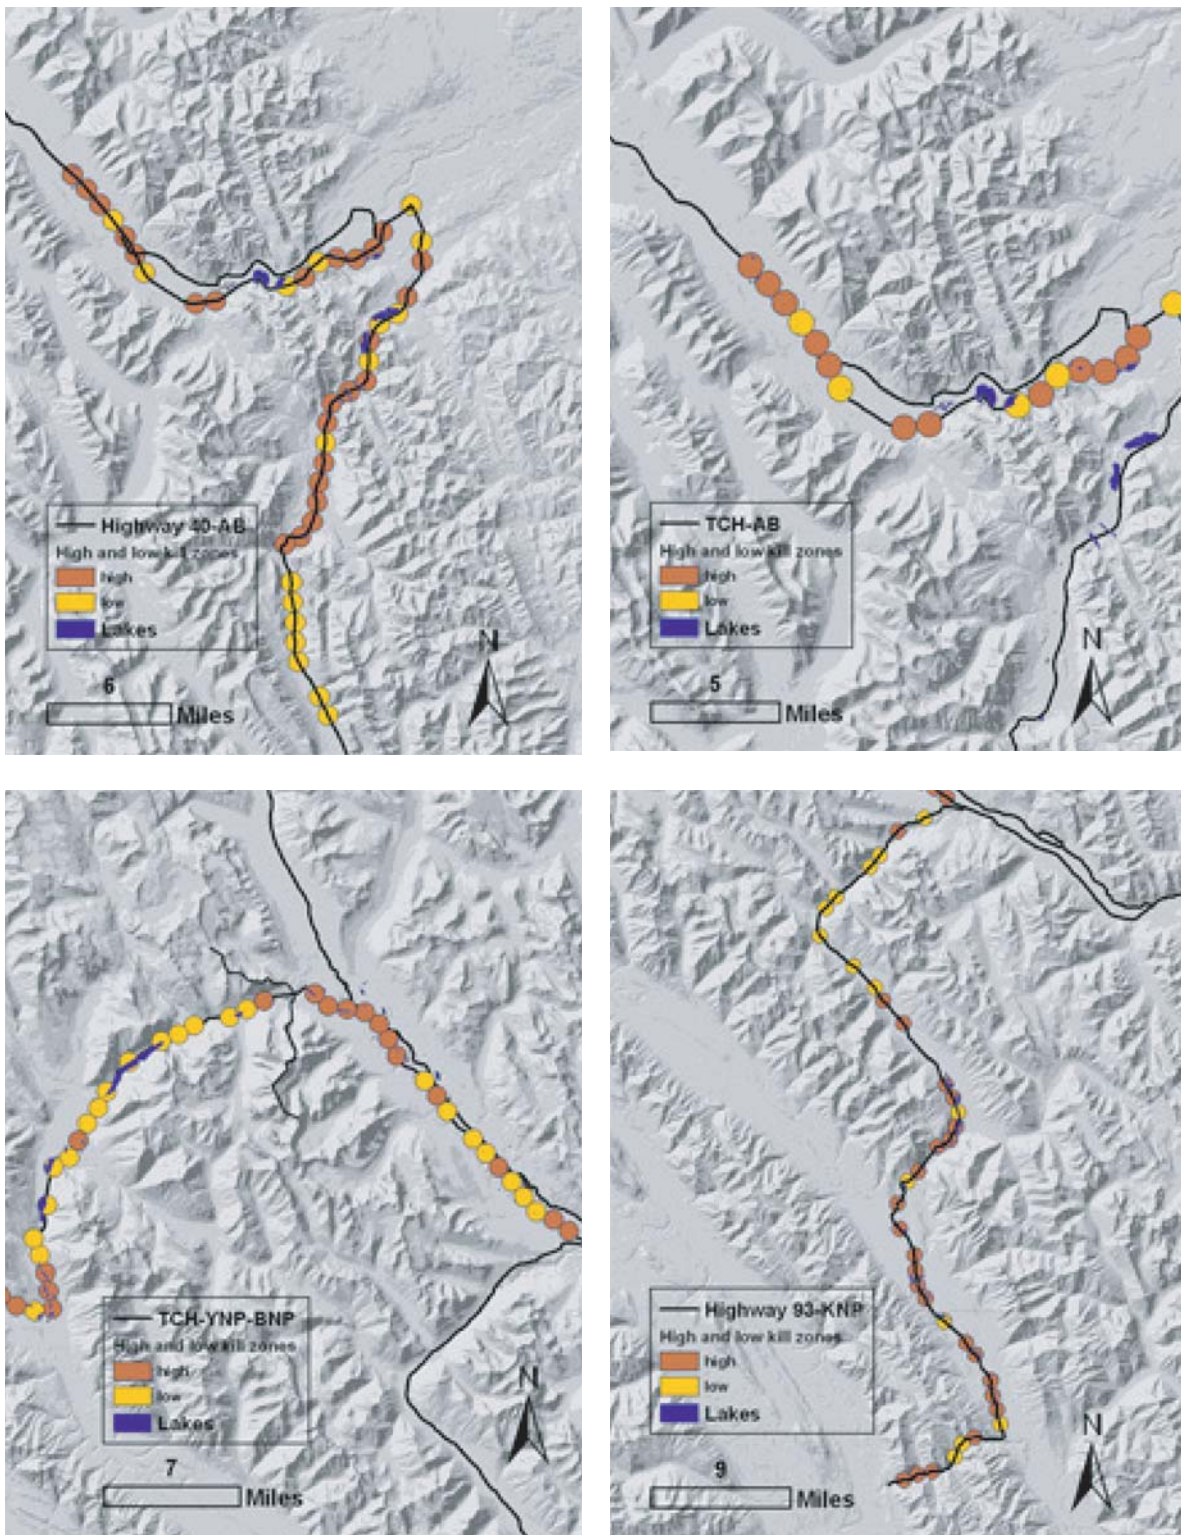 Highway 40-AB
High and low kill zones
high
low
Lakes
6
Miles
N
TCH-AB
High and low kill zones
high
low
Lakes
5
Miles
N
TCH-YNP-BNP
High and low kill zones
high
low
Lakes
7
Miles
N
Highway 93-KNP
High and low kill zones
high
low
Lakes
9
Miles
N